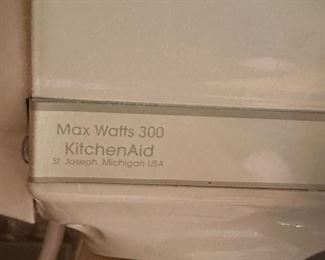 Max Watts 300
KitchenAid
St. Joseph, Michigan USA